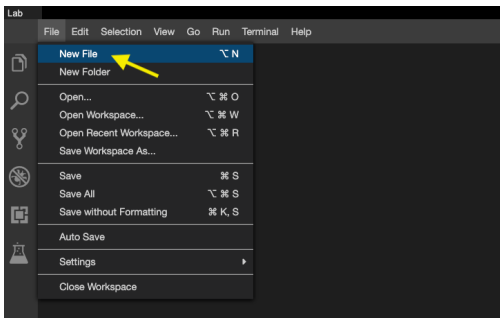 Lab
File Edit Selection View Go Run Terminal Help
New File ⌥ N
New Folder
Open... ⌥ ⌘ O
Open Workspace... ⌥ ⌘ W
Open Recent Workspace... ⌥ ⌘ R
Save Workspace As...
Save ⌘ S
Save All ⌥ ⌘ S
Save without Formatting ⌘ K, S
Auto Save
Settings
Close Workspace